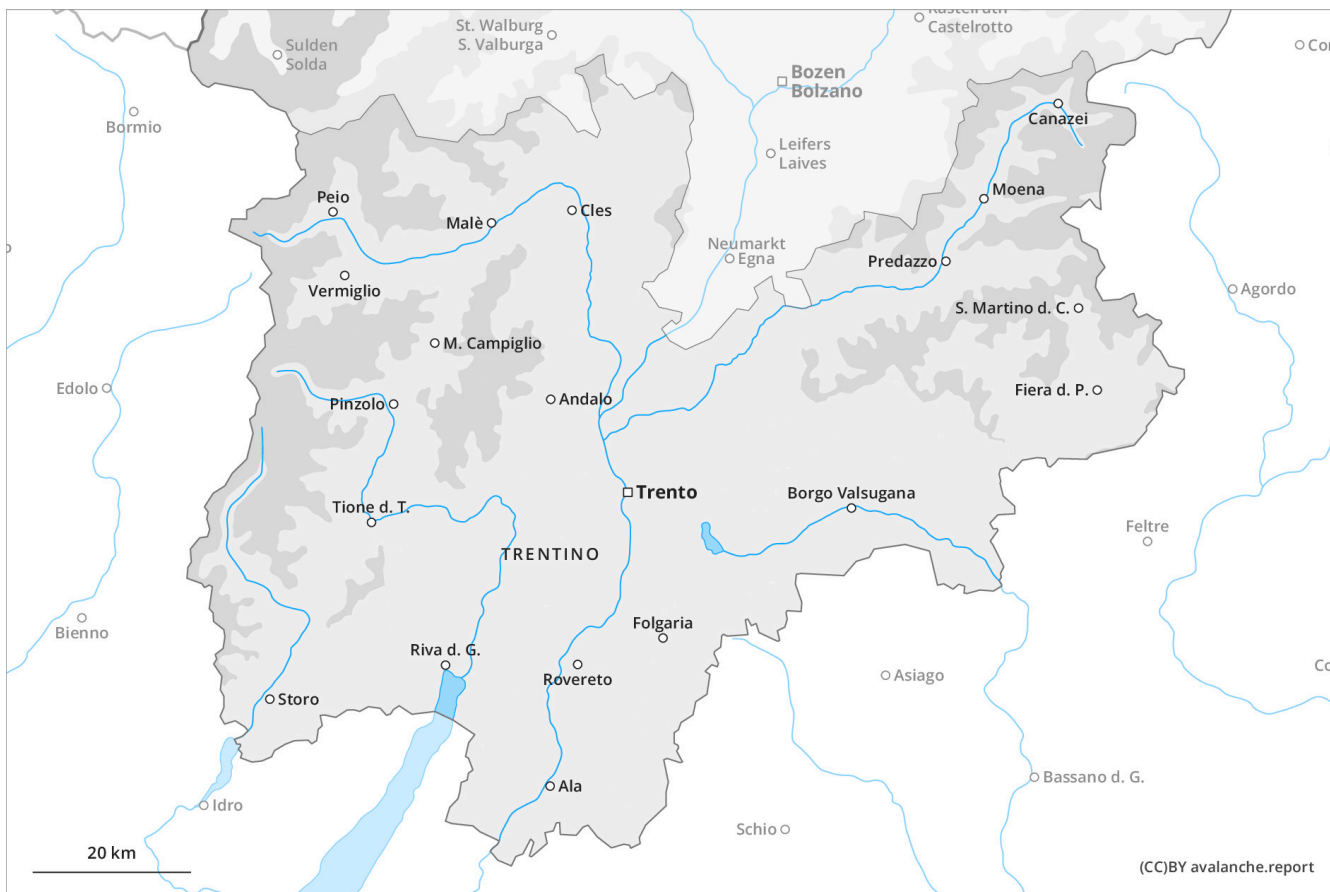 Kastelruth
Castelrotto
St. Walburg
S. Valburga
Sulden
Solda
Bozen
Bolzano
Bormio
Canazei
Leifers
Laives
Peio
Moena
Malè
Cles
Neumarkt
Egna
Predazzo
Vermiglio
Agordo
S. Martino d. C.
M. Campiglio
Edolo
Pinzolo
Andalo
Fiera d. P.
Trento
Borgo Valsugana
Tione d. T.
Feltre
TRENTINO
Bienno
Folgaria
Riva d. G.
Rovereto
Asiago
Storo
Ala
Bassano d. G.
Idro
Schio
20 km
(CC)BY avalanche.report